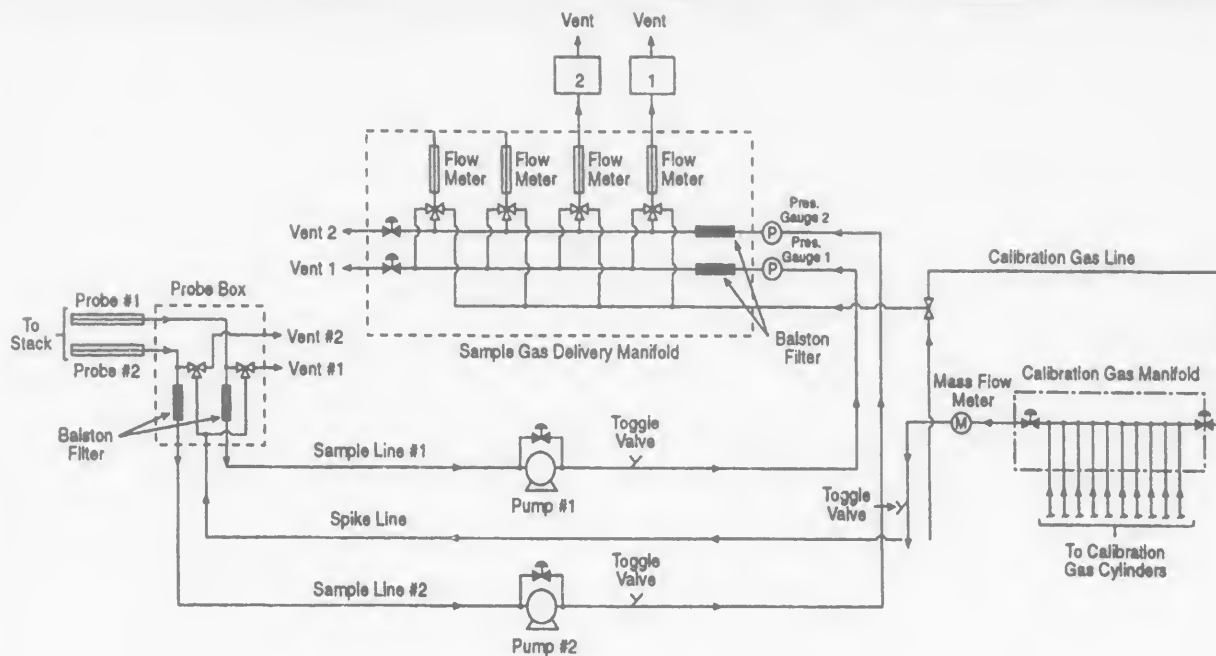 Vent
Vent
2
1
Flow
Meter
Flow
Meter
Flow
Meter
Flow
Meter
Pres.
Gauge 2
Vent 2
P
Pres.
Gauge 1
Vent 1
P
Calibration Gas Line
Probe Box
Probe #1
To
Stack
Probe #2
Vent #2
Vent #1
Sample Gas Delivery Manifold
Balston
Filter
Mass Flow
Meter
Calibration Gas Manifold
M
Balston
Filter
Sample Line #1
Toggle
Valve
Pump #1
Toggle
Valve
Spike Line
To Calibration
Gas Cylinders
Sample Line #2
Toggle
Valve
Pump #2